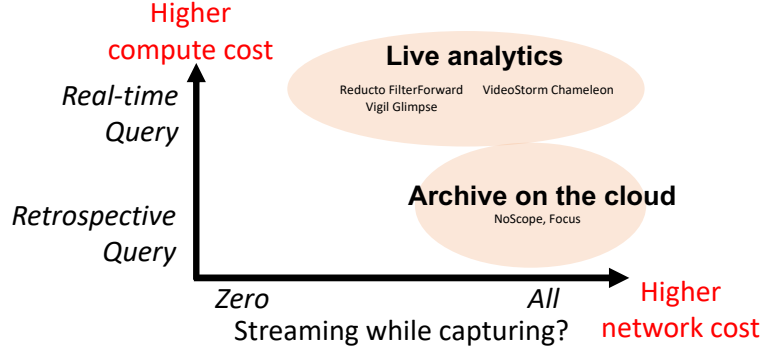 Higher
compute cost
Live analytics
Real-time
Query
Reducto FilterForward
Vigil Glimpse
VideoStorm Chameleon
Archive on the cloud
NoScope, Focus
Retrospective
Query
Zero
All
Streaming while capturing?
Higher
network cost